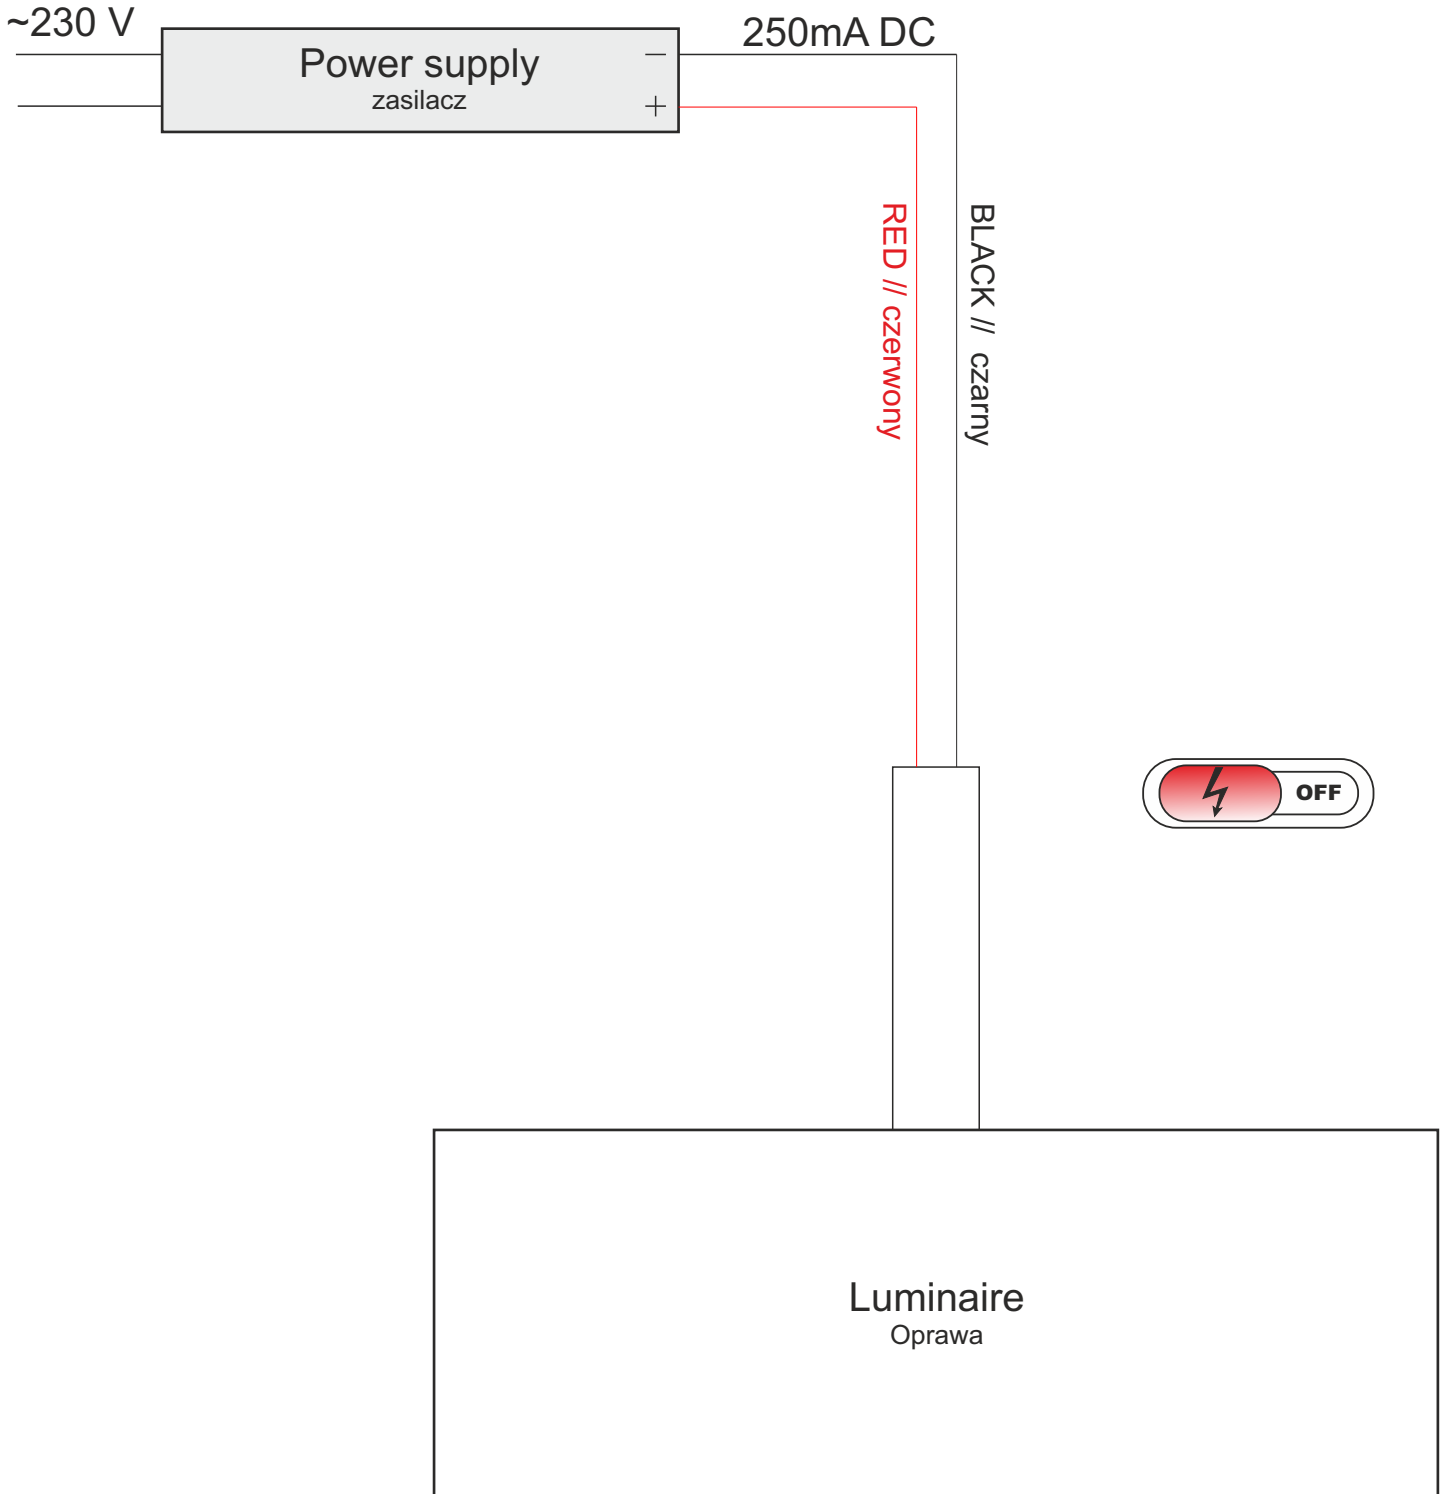 ~230 V
Power supply
zasilacz
−
+
250mA DC
RED // czerwony
BLACK // czarny
OFF
Luminaire
Oprawa